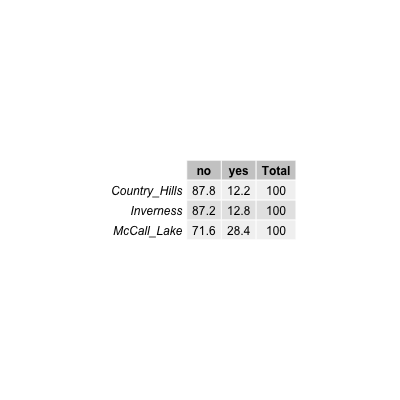 no yes Total
Country_Hills 87.8 12.2 100
Inverness 87.2 12.8 100
McCall_Lake 71.6 28.4 100